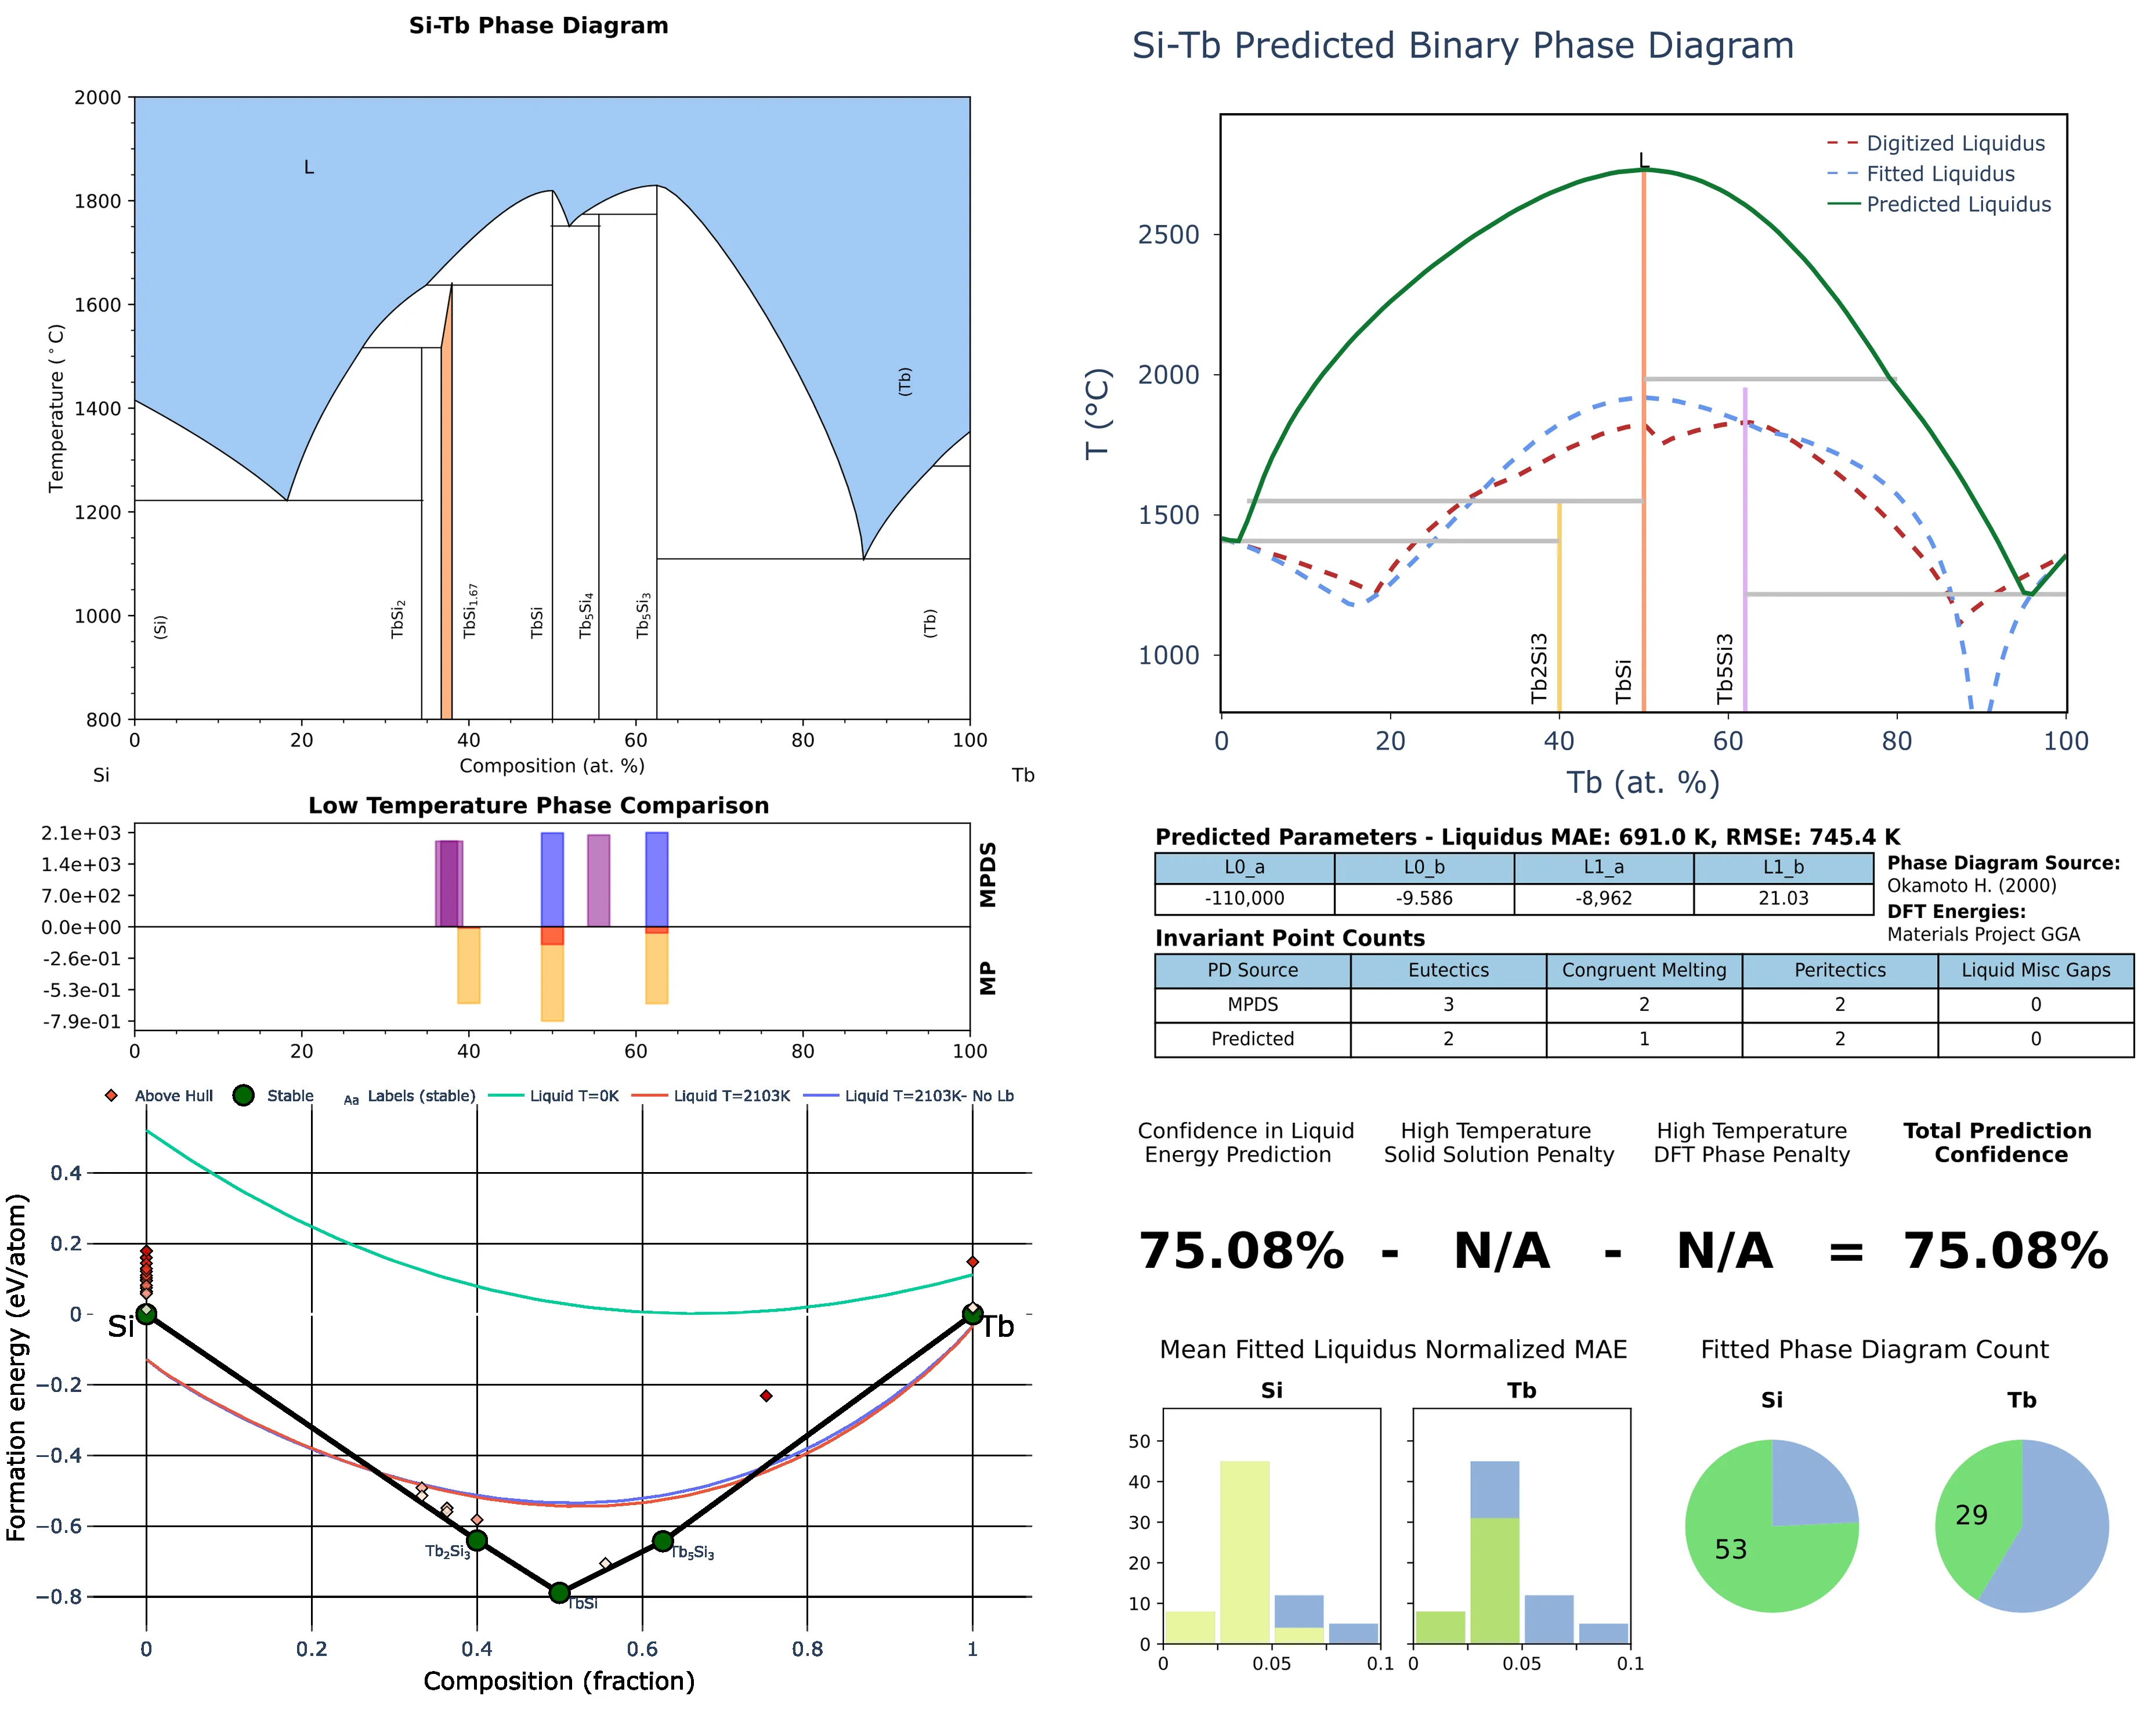 Si-Tb Phase Diagram
2000
1800
1600
1400
1200
1000
800
Temperature (°C)
L
(Tb)
(Si)
TbSi2
TbSi1.67
TbSi
Tb5Si4
Tb5Si3
(Tb)
0 20 40 60 80 100
Composition (at. %)
Si Tb
Low Temperature Phase Comparison
2.1e+03
1.4e+03
7.0e+02
0.0e+00
-2.6e-01
-5.3e-01
-7.9e-01
MPDS
MP
0 20 40 60 80 100
Above Hull Stable Aa Labels (stable) Liquid T=0K Liquid T=2103K Liquid T=2103K- No Lb
Formation energy (eV/atom)
0.4
0.2
0
−0.2
−0.4
−0.6
−0.8
Si
Tb
Tb2Si3
Tb5Si3
TbSi
0 0.2 0.4 0.6 0.8 1
Composition (fraction)
Si-Tb Predicted Binary Phase Diagram
Digitized Liquidus
Fitted Liquidus
Predicted Liquidus
L
T (°C)
2500
2000
1500
1000
Tb2Si3
TbSi
Tb5Si3
0 20 40 60 80 100
Tb (at. %)
Predicted Parameters - Liquidus MAE: 691.0 K, RMSE: 745.4 K
L0_a L0_b L1_a L1_b
-110,000 -9.586 -8,962 21.03
Phase Diagram Source:
Okamoto H. (2000)
DFT Energies:
Materials Project GGA
Invariant Point Counts
PD Source Eutectics Congruent Melting Peritectics Liquid Misc Gaps
MPDS 3 2 2 0
Predicted 2 1 2 0
Confidence in Liquid
Energy Prediction
High Temperature
Solid Solution Penalty
High Temperature
DFT Phase Penalty
Total Prediction
Confidence
75.08% - N/A - N/A = 75.08%
Mean Fitted Liquidus Normalized MAE
Si
Tb
50
40
30
20
10
0
0 0.05 0.1
0 0.05 0.1
Fitted Phase Diagram Count
Si
Tb
53
29